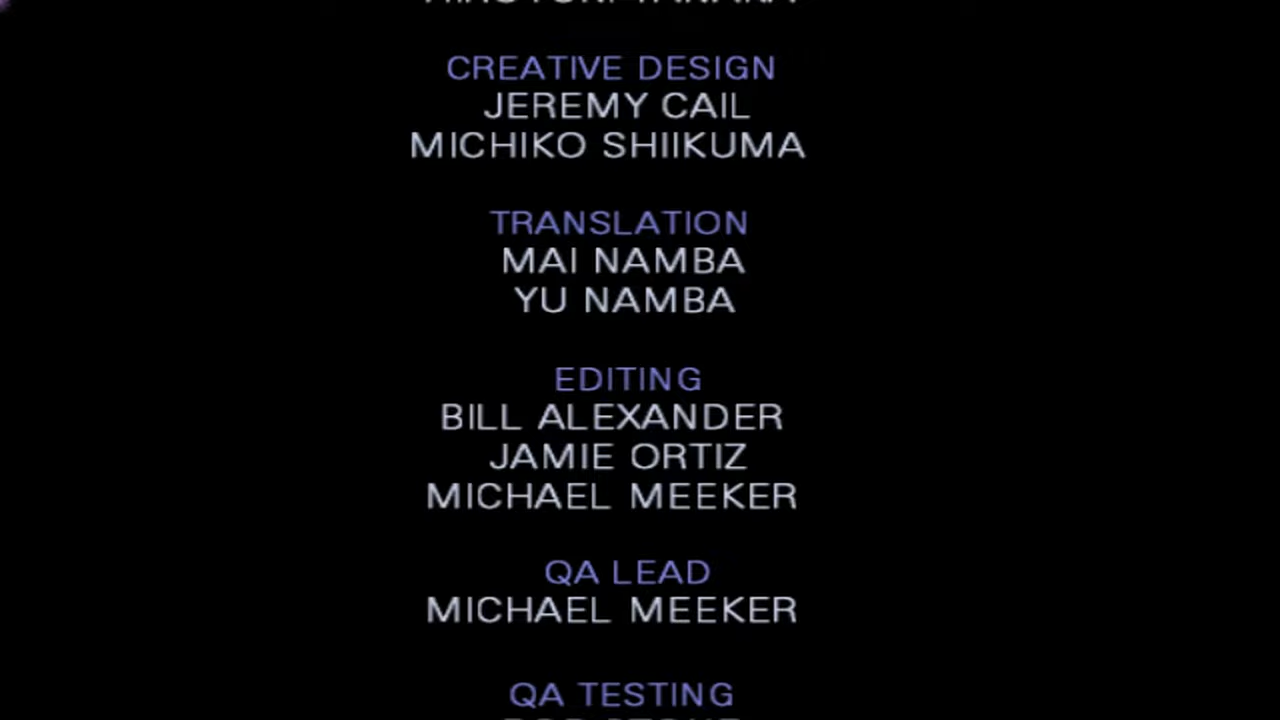 CREATIVE DESIGN
JEREMY CAIL
MICHIKO SHIIKUMA
TRANSLATION
MAI NAMBA
YU NAMBA
EDITING
BILL ALEXANDER
JAMIE ORTIZ
MICHAEL MEEKER
QA LEAD
MICHAEL MEEKER
QA TESTING